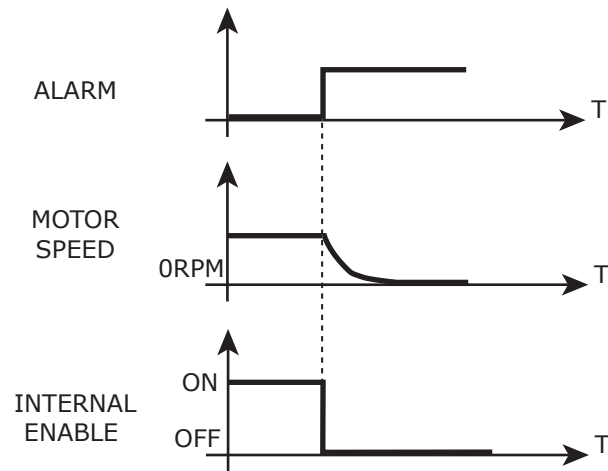 ALARM
T
MOTOR
SPEED
0RPM
T
ON
INTERNAL
ENABLE
OFF
T